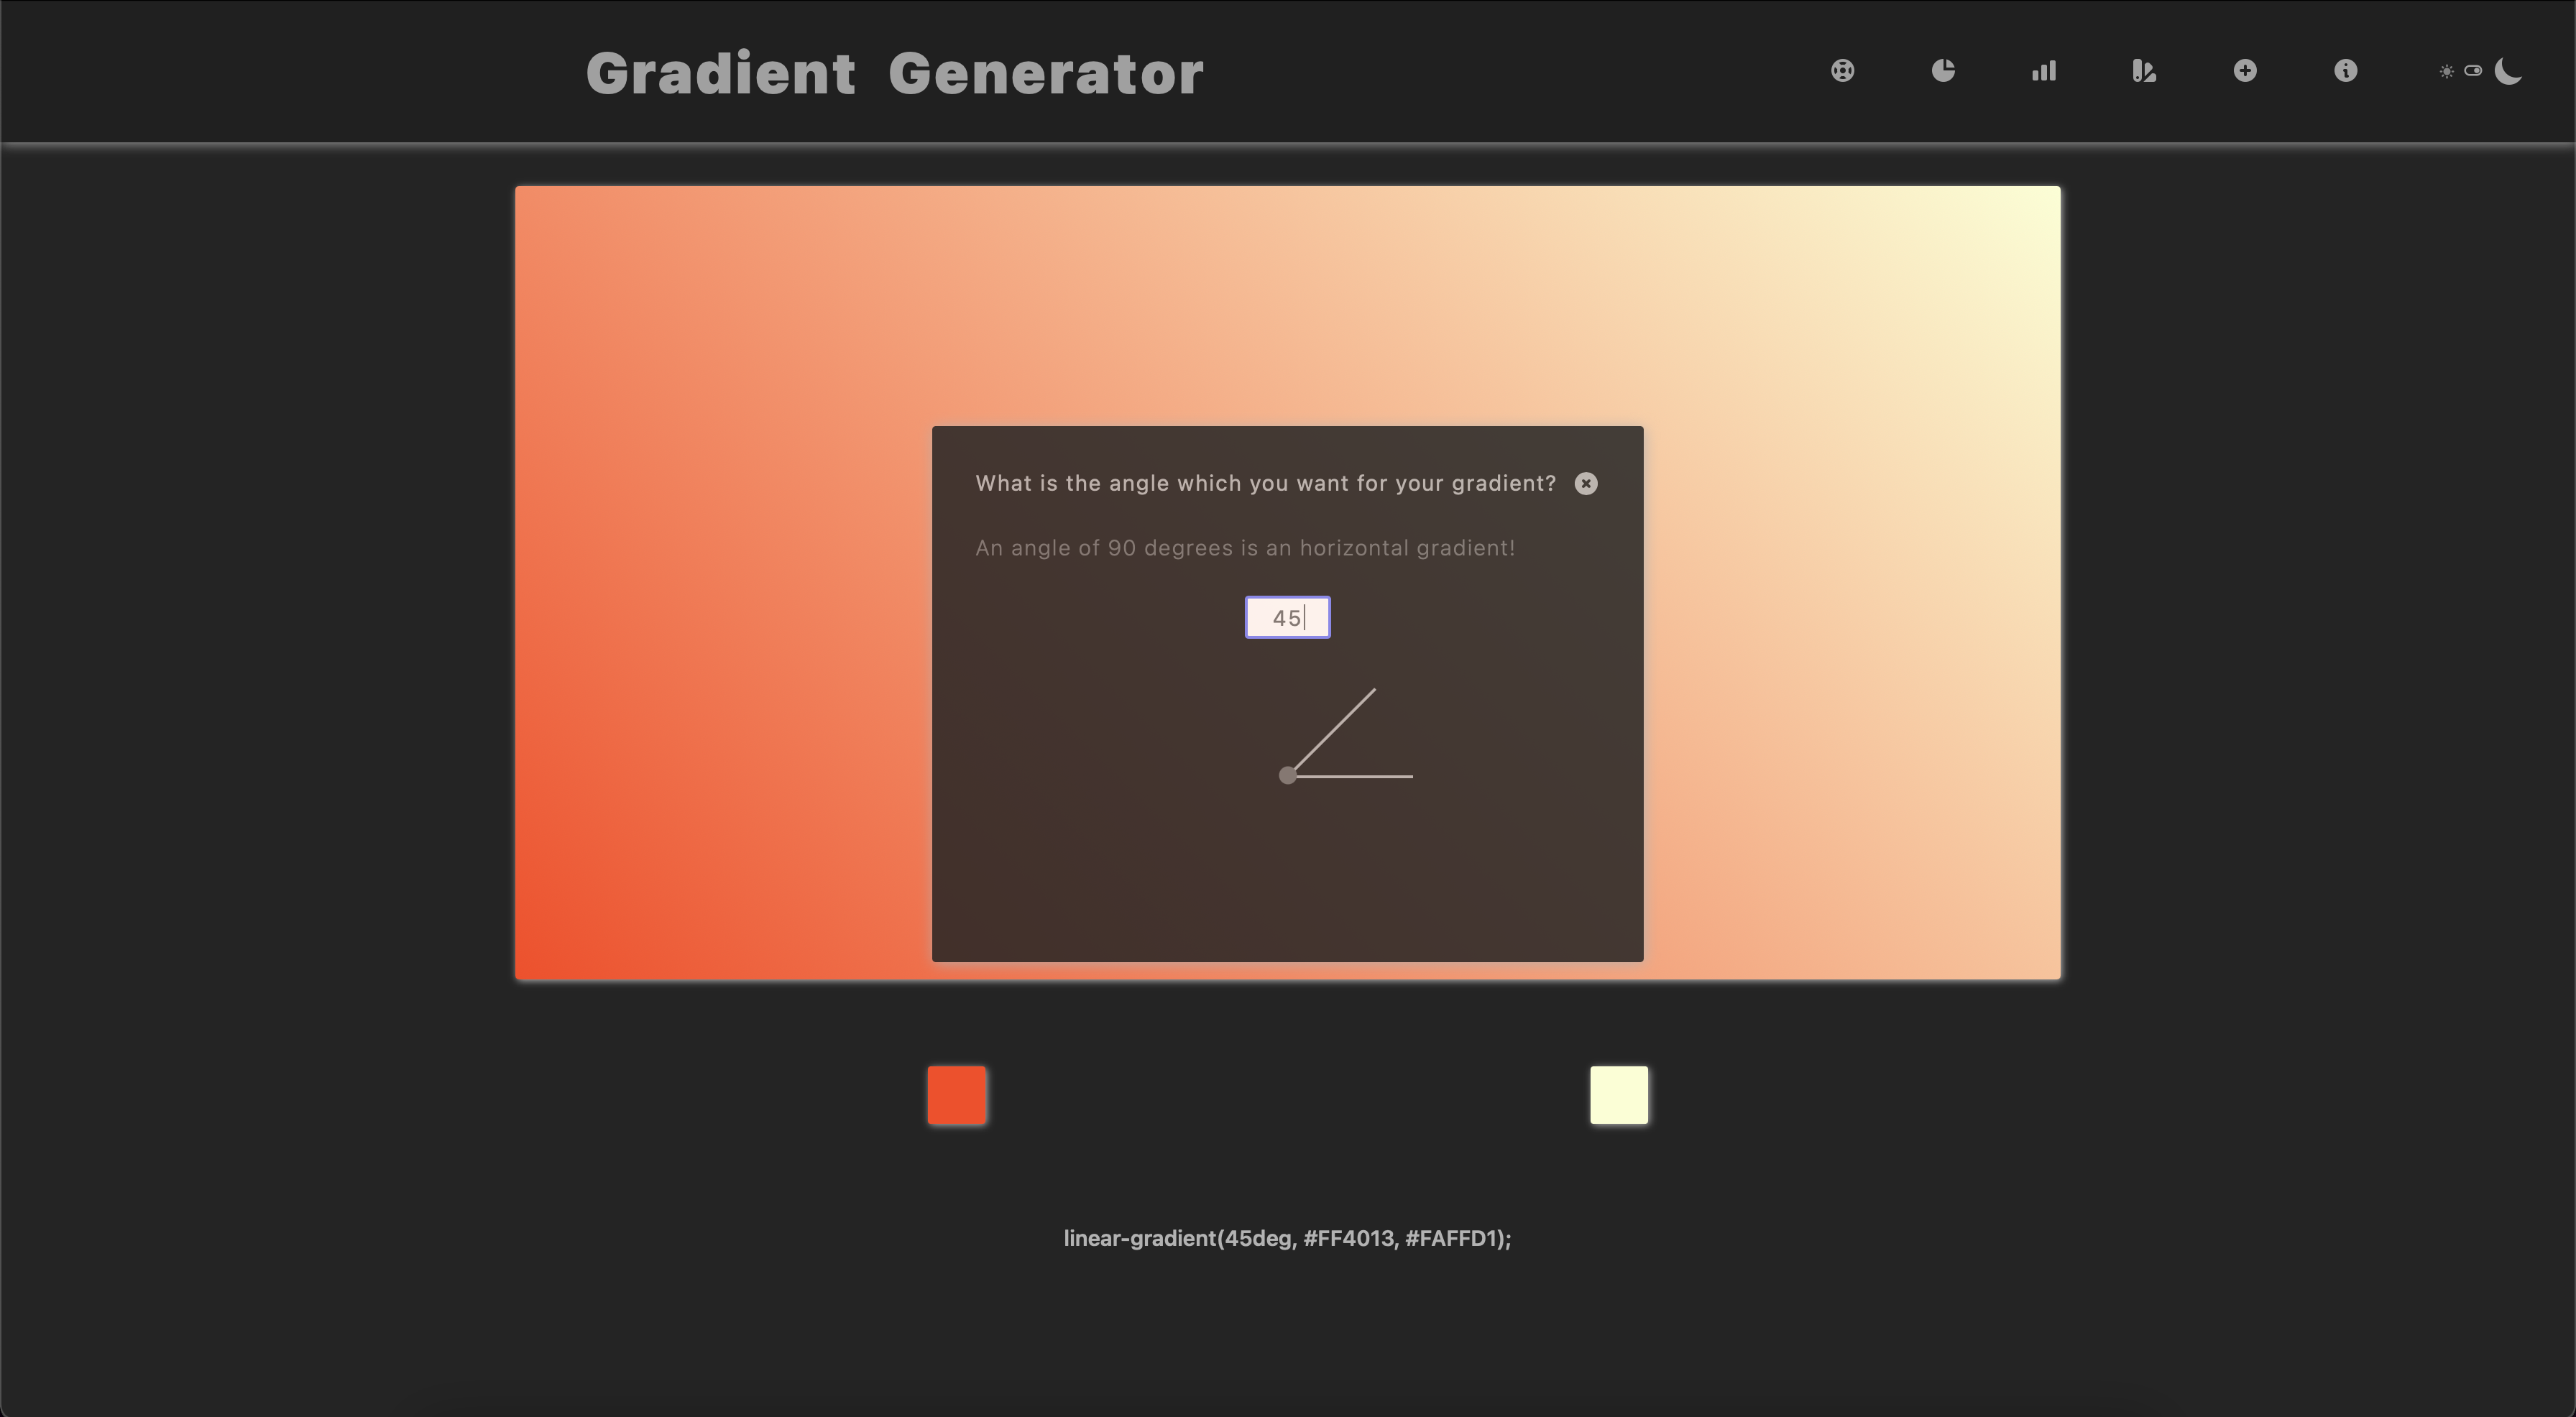 Gradient Generator
What is the angle which you want for your gradient?
An angle of 90 degrees is an horizontal gradient!
45
linear-gradient(45deg, #FF4013, #FAFFD1);